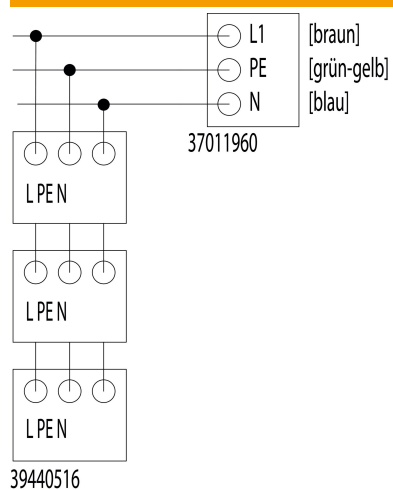 L1 [braun]
PE [grün-gelb]
N [blau]
37011960
L PE N
L PE N
L PE N
39440516